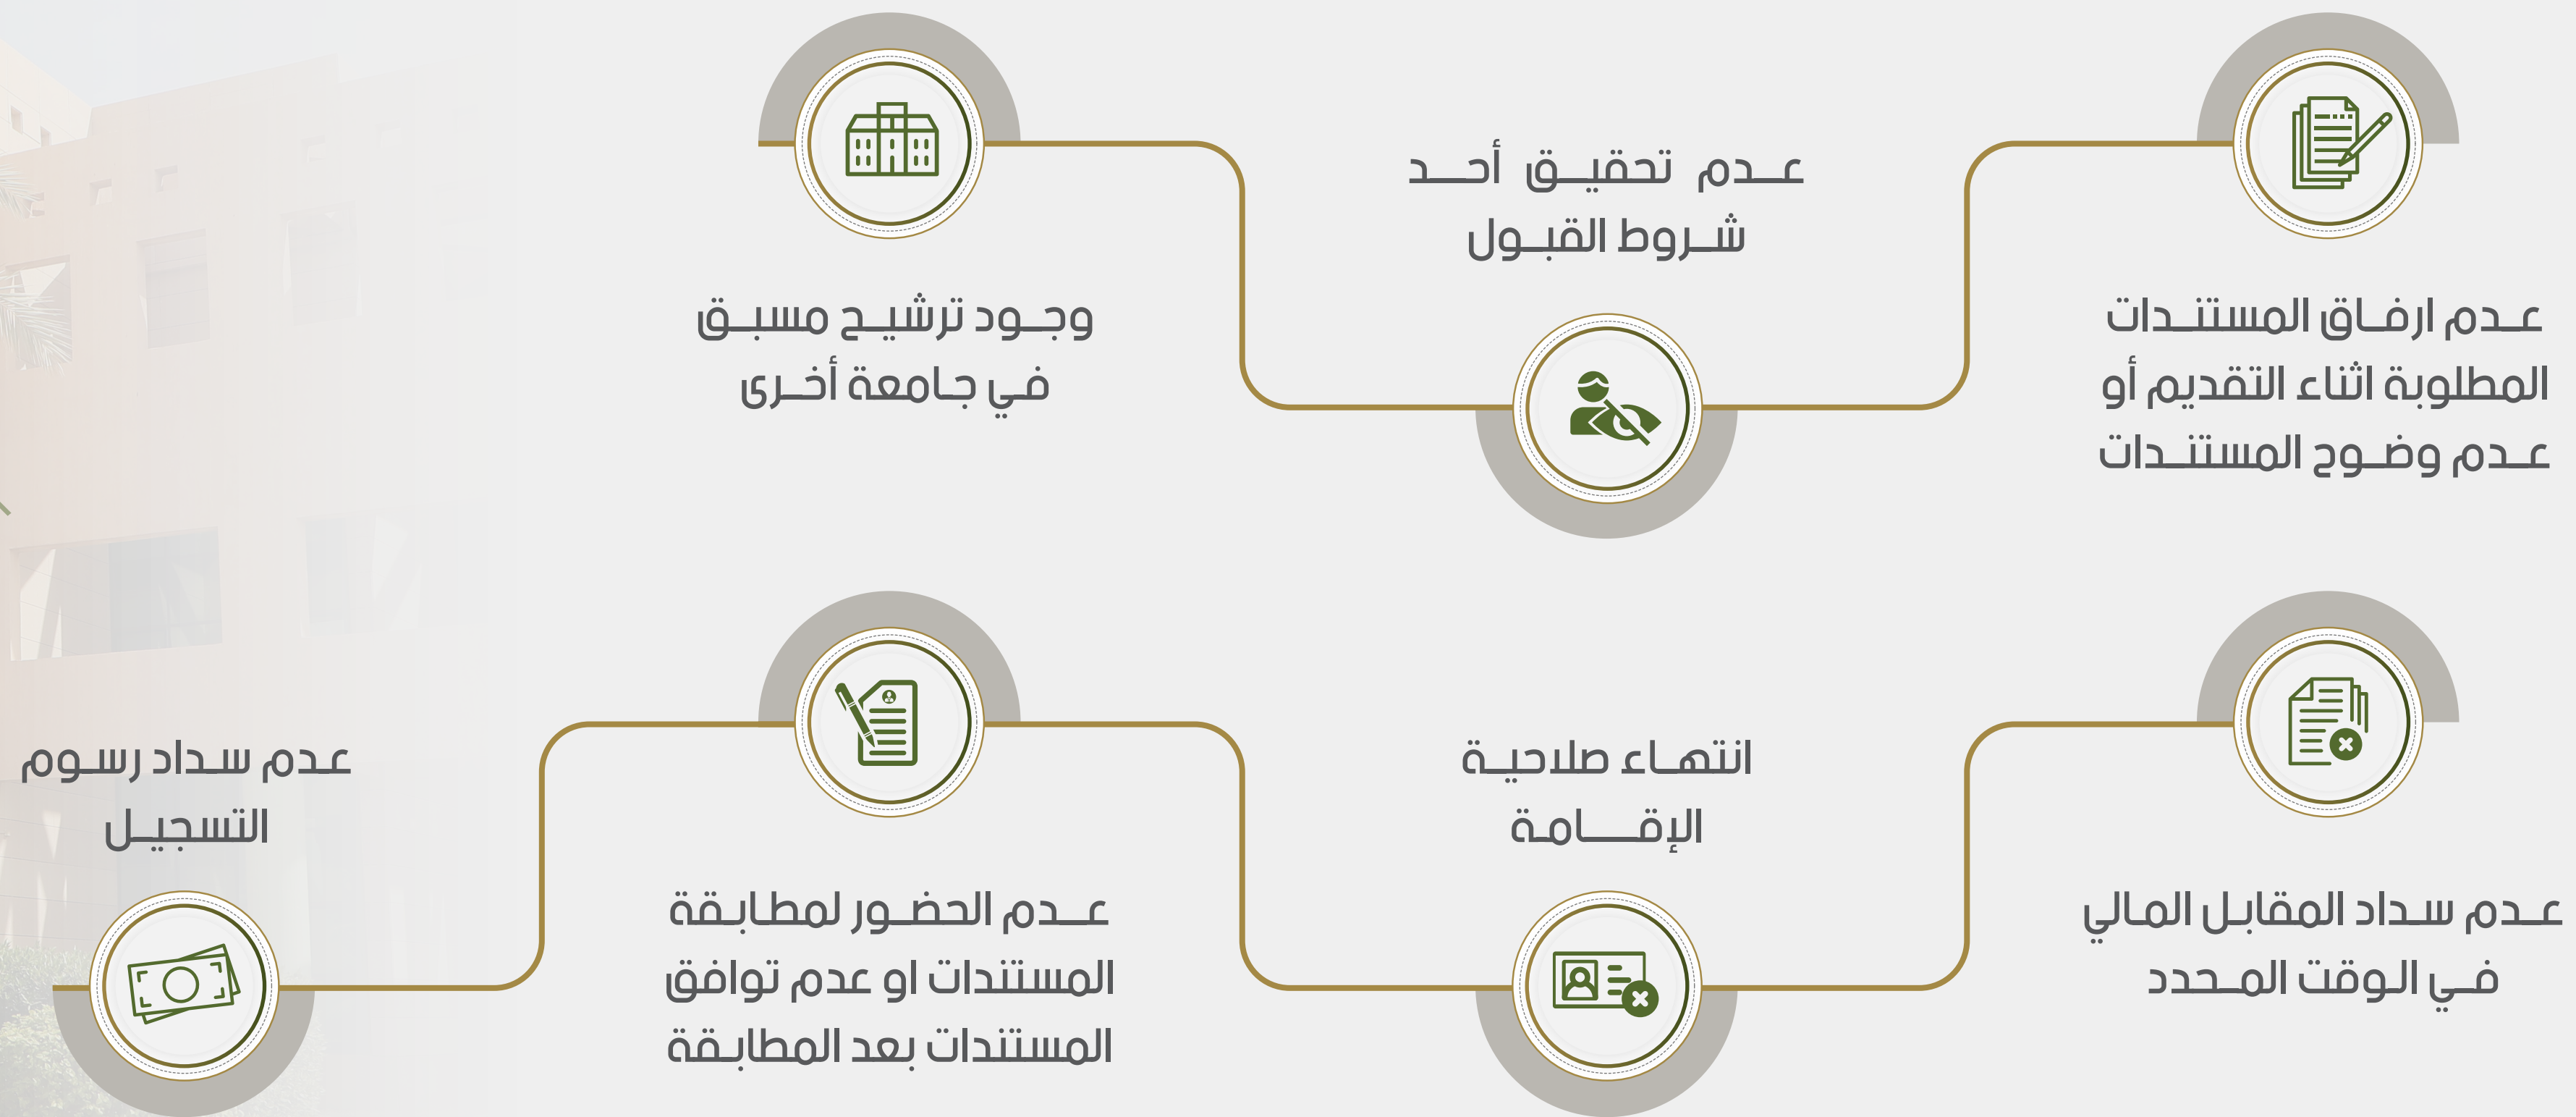 عدم ارفاق المستندات
المطلوبة اثناء التقديم أو
عدم وضوح المستندات
عدم تحقيق أحد
شروط القبول
وجود ترشيح مسبق
في جامعة أخرى
عدم سداد المقابل المالي
في الوقت المحدد
انتهاء صلاحية
الإقامة
عدم الحضور لمطابقة
المستندات او عدم توافق
المستندات بعد المطابقة
عدم سداد رسوم
التسجيل